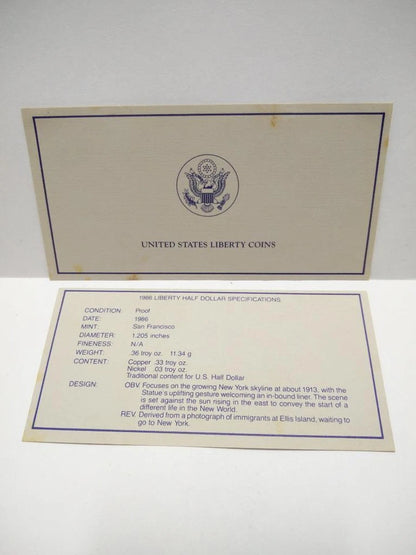 UNITED STATES LIBERTY COINS
1986 LIBERTY HALF DOLLAR SPECIFICATIONS
CONDITION: Proof
DATE: 1986
MINT: San Francisco
DIAMETER: 1.205 inches
FINENESS: N/A
WEIGHT: .36 troy oz. 11.34 g
CONTENT: Copper .33 troy oz.
Nickel .03 troy oz.
Traditional content for U.S. Half Dollar
DESIGN: OBV. Focuses on the growing New York skyline at about 1913, with the
Statue's uplifting gesture welcoming an in-bound liner. The scene
is set against the sun rising in the east to convey the start of a
different life in the New World.
REV. Derived from a photograph of immigrants at Ellis Island, waiting to
go to New York.